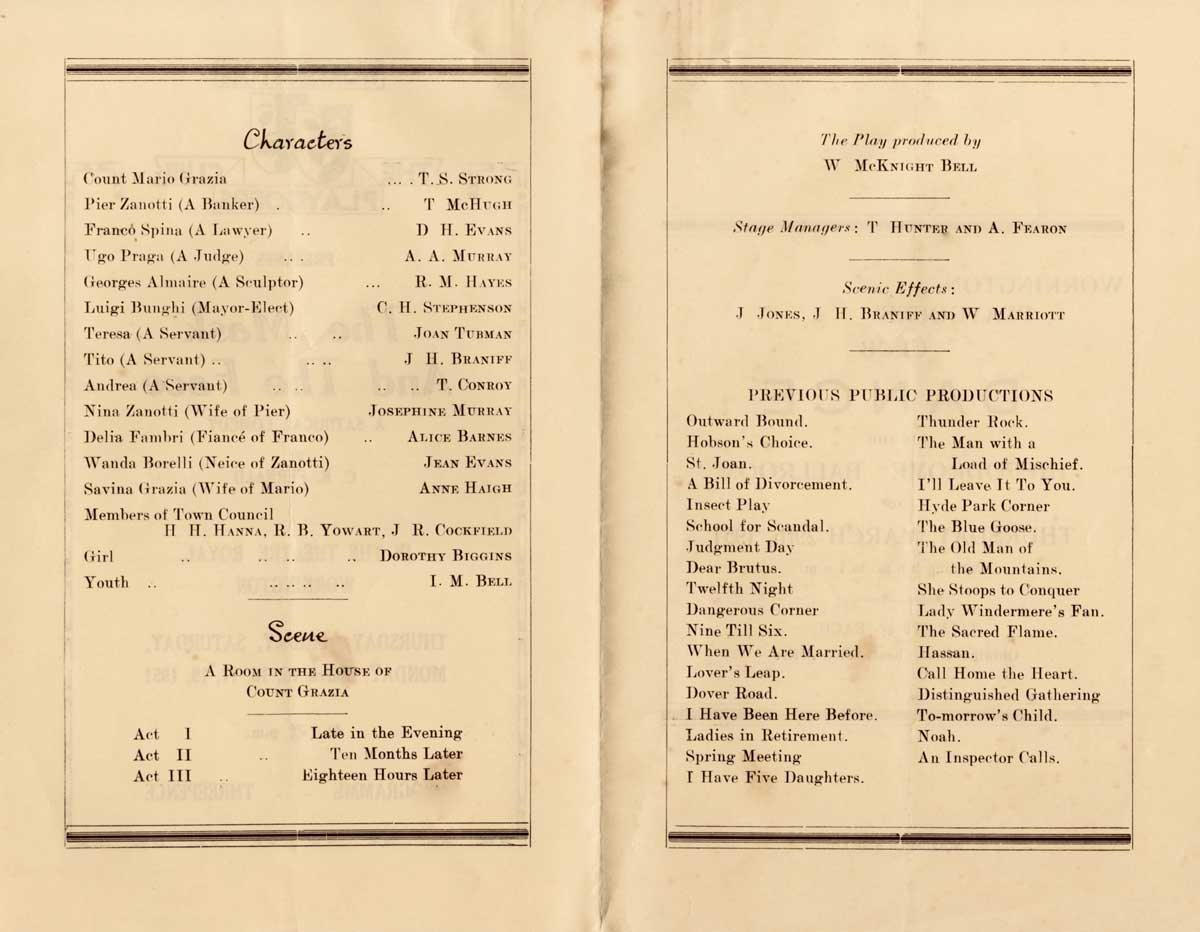 Characters
Count Mario Grazia .... T. S. STRONG
Pier Zanotti (A Banker) . .. T McHUGH
Francó Spina (A Lawyer) .. D H. EVANS
Ugo Praga (A Judge) ... A. A. MURRAY
Georges Almaire (A Sculptor) ... R. M. HAYES
Luigi Bunghi (Mayor-Elect) C. H. STEPHENSON
Teresa (A Servant) .. .. JOAN TUBMAN
Tito (A Servant) .. .. .. J H. BRANIFF
Andrea (A Servant) .. .. .. .. T. CONROY
Nina Zanotti (Wife of Pier) JOSEPHINE MURRAY
Delia Fambri (Fiancé of Franco) .. ALICE BARNES
Wanda Borelli (Neice of Zanotti) JEAN EVANS
Savina Grazia (Wife of Mario) ANNE HAIGH
Members of Town Council
H H. HANNA, R. B. YOWART, J R. COCKFIELD
Girl .. .. .. .. DOROTHY BIGGINS
Youth .. .. .. .. I. M. BELL
Scene
A ROOM IN THE HOUSE OF
COUNT GRAZIA
Act I Late in the Evening
Act II .. Ten Months Later
Act III .. Eighteen Hours Later
The Play produced by
W McKNIGHT BELL
Stage Managers: T HUNTER AND A. FEARON
Scenic Effects:
J JONES, J H. BRANIFF AND W MARRIOTT
PREVIOUS PUBLIC PRODUCTIONS
Outward Bound.
Hobson's Choice.
St. Joan.
A Bill of Divorcement.
Insect Play
School for Scandal.
Judgment Day
Dear Brutus.
Twelfth Night
Dangerous Corner
Nine Till Six.
When We Are Married.
Lover's Leap.
Dover Road.
I Have Been Here Before.
Ladies in Retirement.
Spring Meeting
I Have Five Daughters.
Thunder Rock.
The Man with a
Load of Mischief.
I'll Leave It To You.
Hyde Park Corner
The Blue Goose.
The Old Man of
the Mountains.
She Stoops to Conquer
Lady Windermere's Fan.
The Sacred Flame.
Hassan.
Call Home the Heart.
Distinguished Gathering
To-morrow's Child.
Noah.
An Inspector Calls.